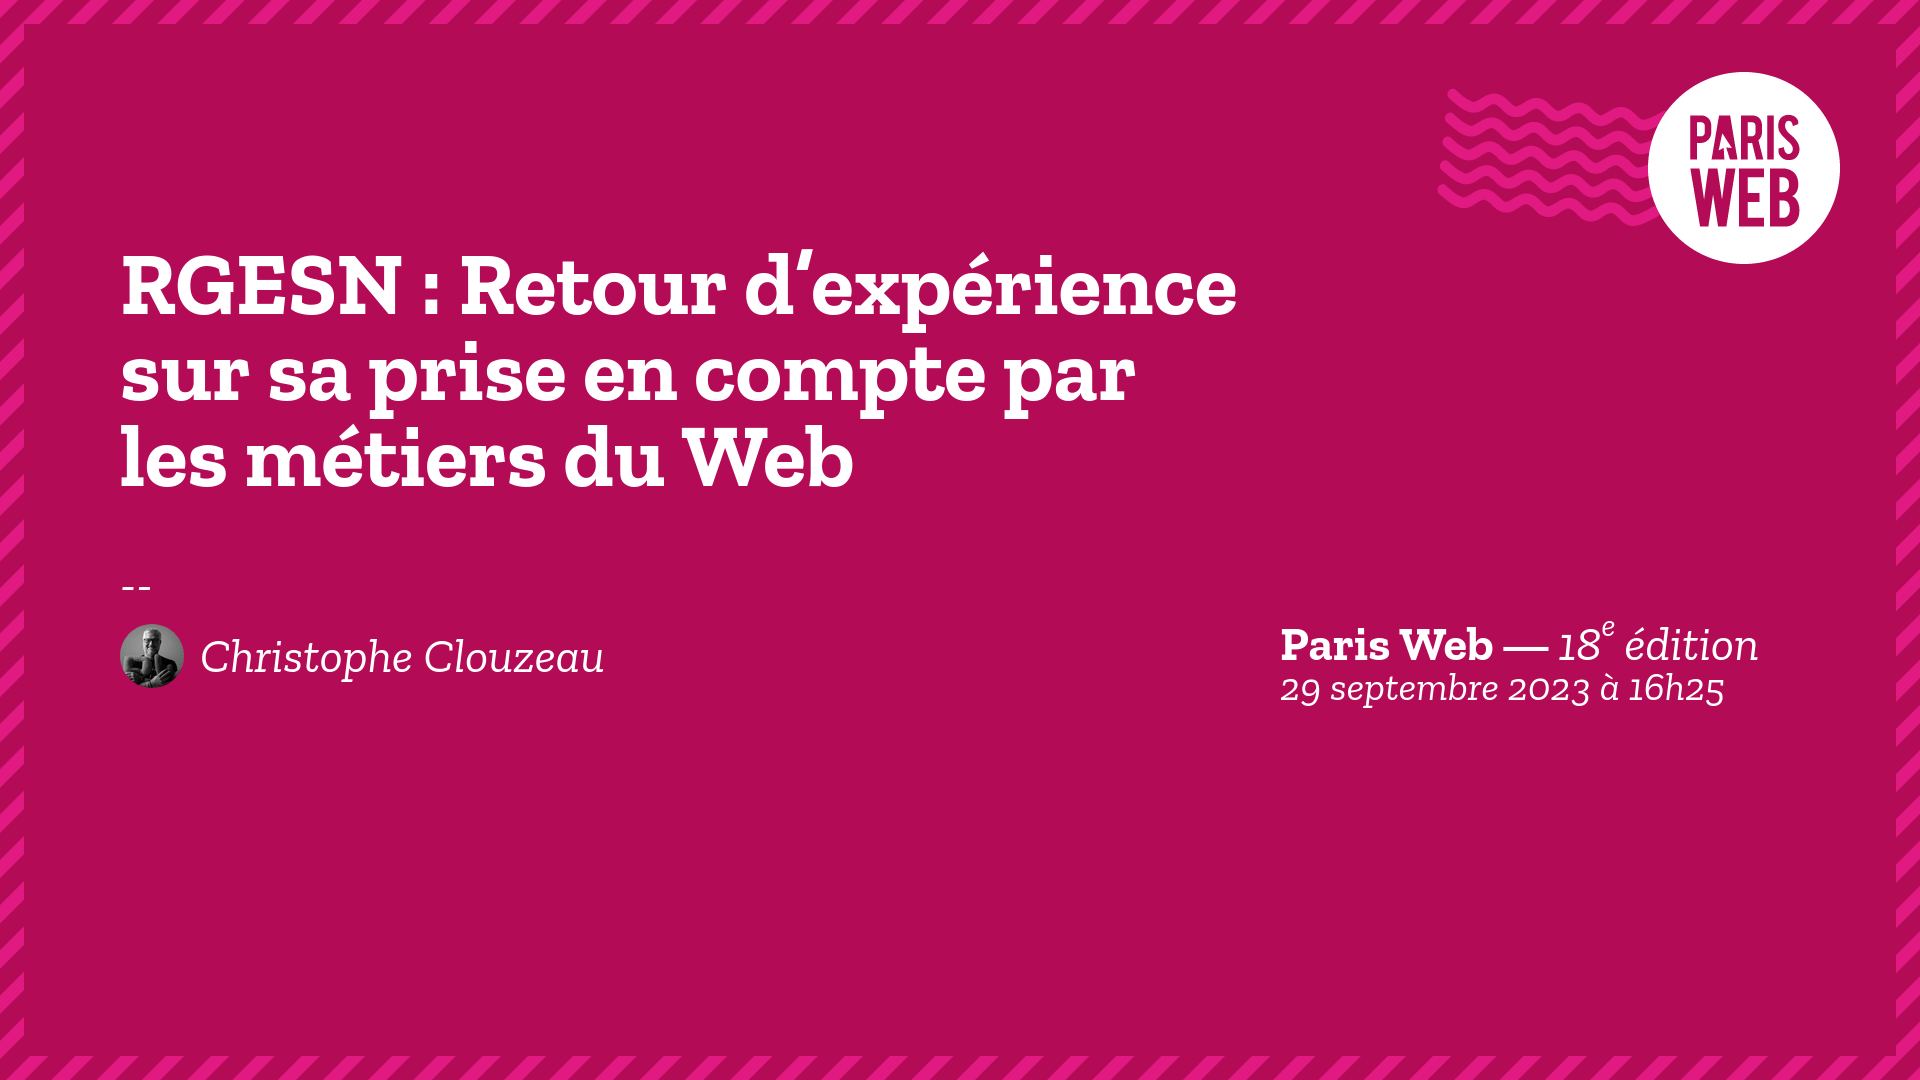 PARIS
WEB
RGESN : Retour d’expérience
sur sa prise en compte par
les métiers du Web
--
Christophe Clouzeau
Paris Web — 18e édition
29 septembre 2023 à 16h25